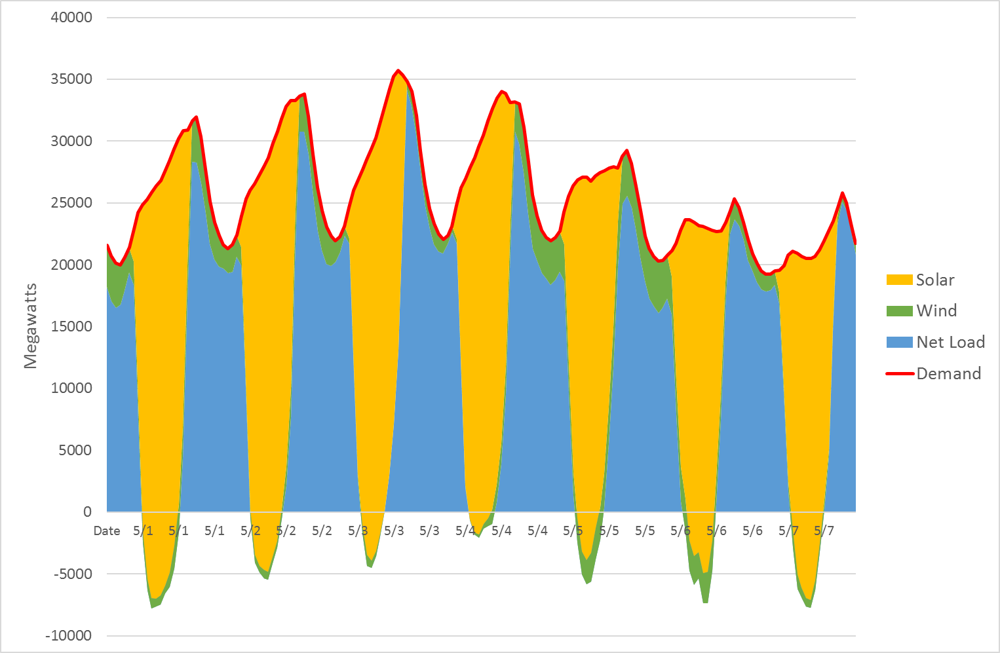 40000
35000
30000
25000
20000
15000
10000
5000
0
-5000
-10000
Megawatts
Date 5/1 5/1 5/1 5/2 5/2 5/2 5/3 5/3 5/3 5/4 5/4 5/4 5/5 5/5 5/5 5/6 5/6 5/6 5/7 5/7
Solar
Wind
Net Load
Demand